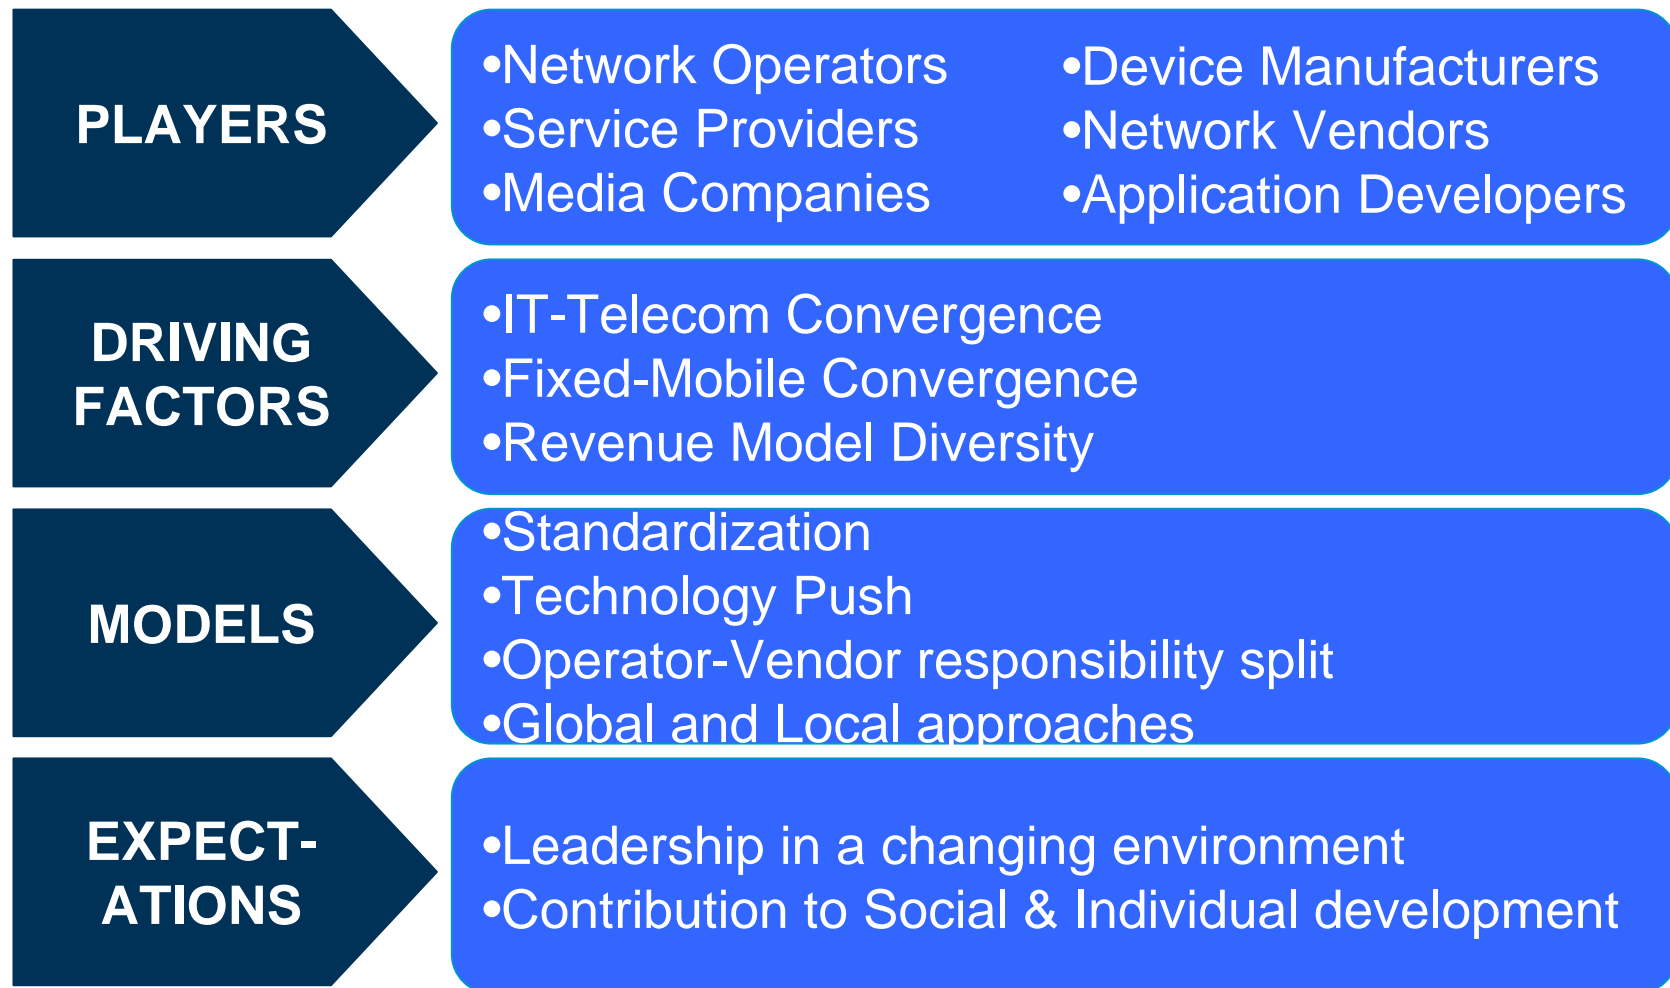 PLAYERS
•Network Operators
•Service Providers
•Media Companies
•Device Manufacturers
•Network Vendors
•Application Developers
DRIVING
FACTORS
•IT-Telecom Convergence
•Fixed-Mobile Convergence
•Revenue Model Diversity
MODELS
•Standardization
•Technology Push
•Operator-Vendor responsibility split
•Global and Local approaches
EXPECT-
ATIONS
•Leadership in a changing environment
•Contribution to Social & Individual development